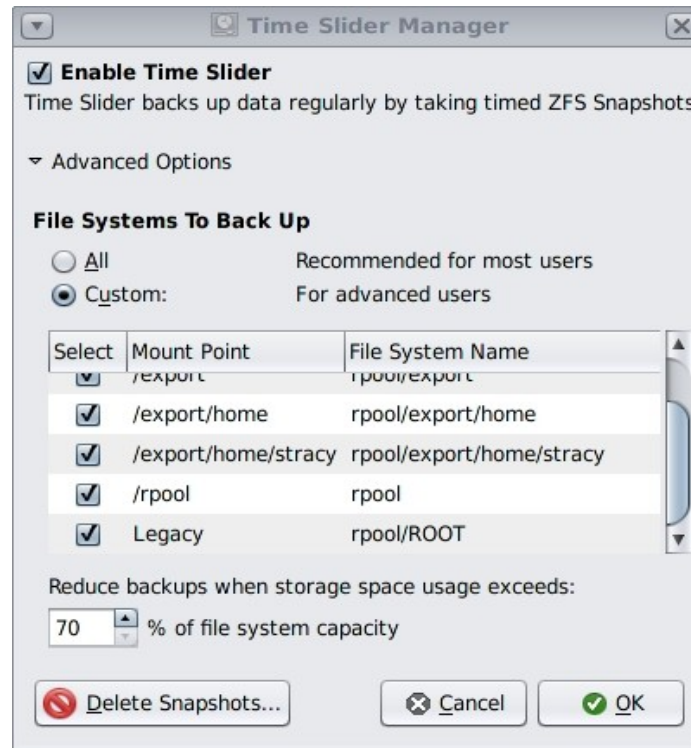 Time Slider Manager
Enable Time Slider
Time Slider backs up data regularly by taking timed ZFS Snapshots
Advanced Options
File Systems To Back Up
All Recommended for most users
Custom: For advanced users
Select Mount Point File System Name
/export rpool/export
/export/home rpool/export/home
/export/home/stracy rpool/export/home/stracy
/rpool rpool
Legacy rpool/ROOT
Reduce backups when storage space usage exceeds:
70 % of file system capacity
Delete Snapshots... Cancel OK